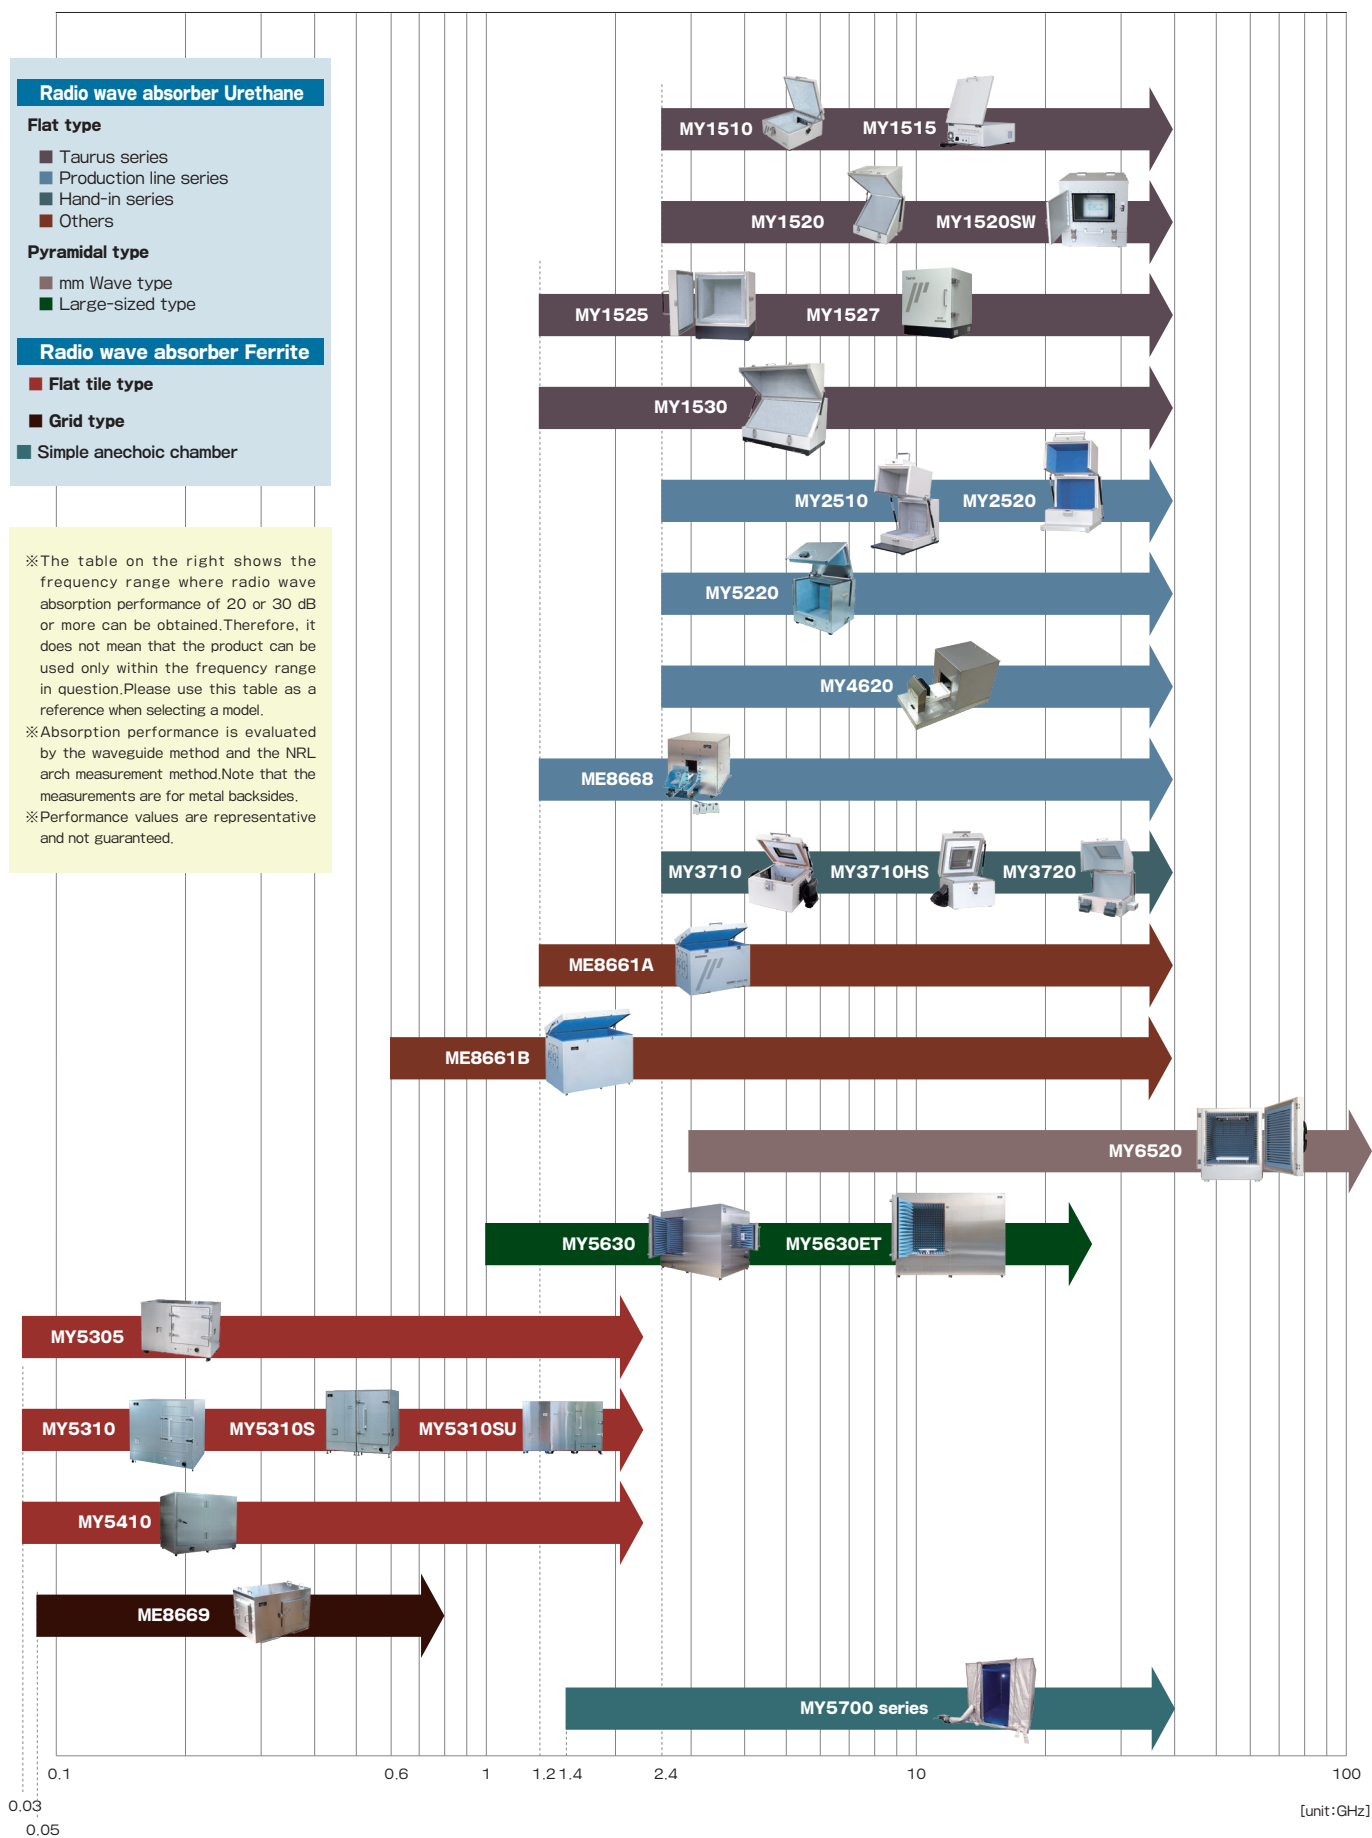 Radio wave absorber Urethane
Flat type
Taurus series
Production line series
Hand-in series
Others
Pyramidal type
mm Wave type
Large-sized type
Radio wave absorber Ferrite
Flat tile type
Grid type
Simple anechoic chamber
※The table on the right shows the
frequency range where radio wave
absorption performance of 20 or 30 dB
or more can be obtained.Therefore, it
does not mean that the product can be
used only within the frequency range
in question.Please use this table as a
reference when selecting a model.
※Absorption performance is evaluated
by the waveguide method and the NRL
arch measurement method.Note that the
measurements are for metal backsides.
※Performance values are representative
and not guaranteed.
MY1510 MY1515
MY1520 MY1520SW
MY1525 MY1527
MY1530
MY2510 MY2520
MY5220
MY4620
ME8668
MY3710 MY3710HS MY3720
ME8661A
ME8661B
MY6520
MY5630 MY5630ET
MY5305
MY5310 MY5310S MY5310SU
MY5410
ME8669
MY5700 series
0.1 0.6 1 1.2 1.4 2.4 10 100
0.03
[unit:GHz]
0.05